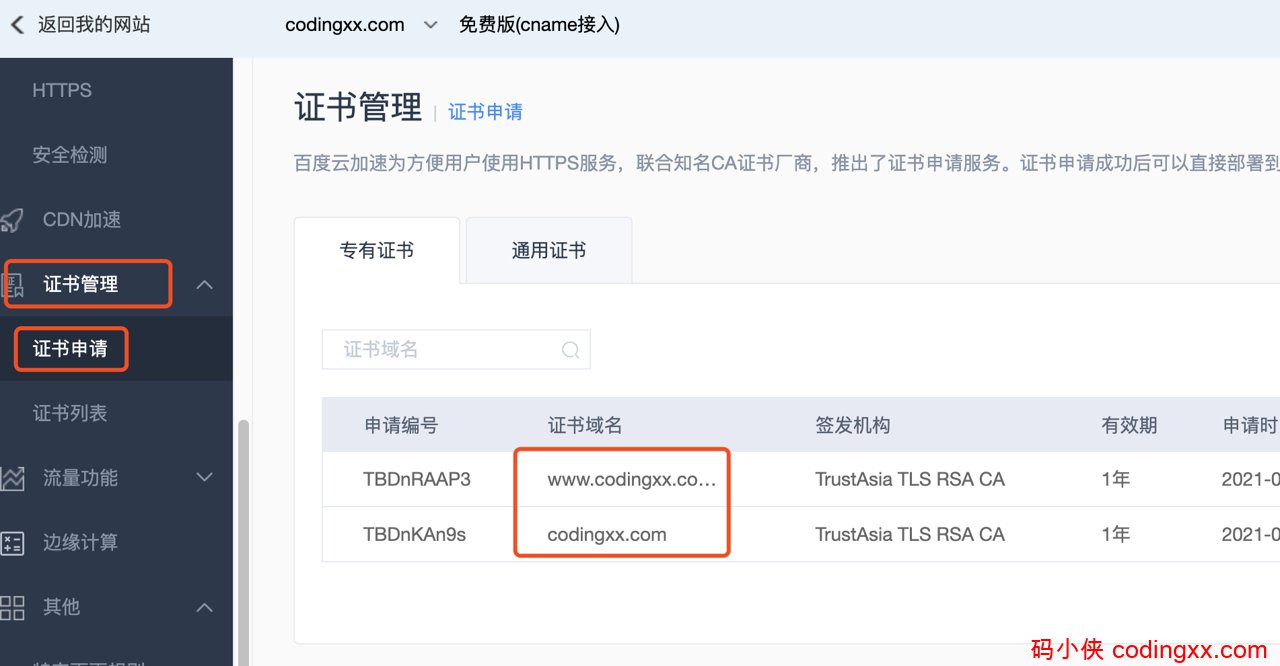 返回我的网站
codingxx.com 免费版(cname接入)
HTTPS
安全检测
CDN加速
证书管理
证书申请
证书列表
流量功能
边缘计算
其他
证书管理 | 证书申请
百度云加速为方便用户使用HTTPS服务，联合知名CA证书厂商，推出了证书申请服务。证书申请成功后可以直接部署到
专有证书 通用证书
证书域名
申请编号 证书域名 签发机构 有效期 申请时
TBDnRAAP3 www.codingxx.co... TrustAsia TLS RSA CA 1年 2021-0
TBDnKAn9s codingxx.com TrustAsia TLS RSA CA 1年 2021-0
码小侠 codingxx.com